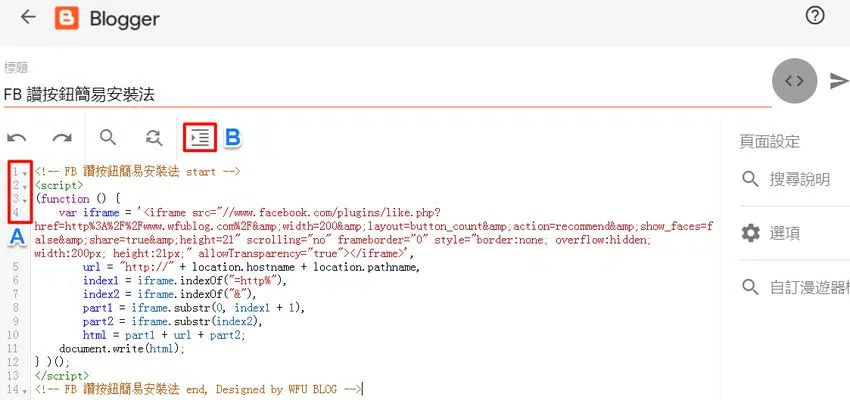 Blogger
標題
FB 讚按鈕簡易安裝法
B
頁面設定
搜尋說明
選項
自訂漫遊器
A
1 <!-- FB 讚按鈕簡易安裝法 start -->
2 <script>
3 (function () {
4 var iframe = '<iframe src="//www.facebook.com/plugins/like.php?
href=http%3A%2F%2Fwww.wfublog.com%2F&amp;width=200&amp;layout=button_count&amp;action=recommend&amp;show_faces=f
alse&amp;share=true&amp;height=21" scrolling="no" frameborder="0" style="border:none; overflow:hidden;
width:200px; height:21px;" allowTransparency="true"></iframe>',
5 url = "http://" + location.hostname + location.pathname,
6 index1 = iframe.indexOf("=http%"),
7 index2 = iframe.indexOf("&"),
8 part1 = iframe.substr(0, index1 + 1),
9 part2 = iframe.substr(index2),
10 html = part1 + url + part2;
11 document.write(html);
12 } )();
13 </script>
14 <!-- FB 讚按鈕簡易安裝法 end, Designed by WFU BLOG -->